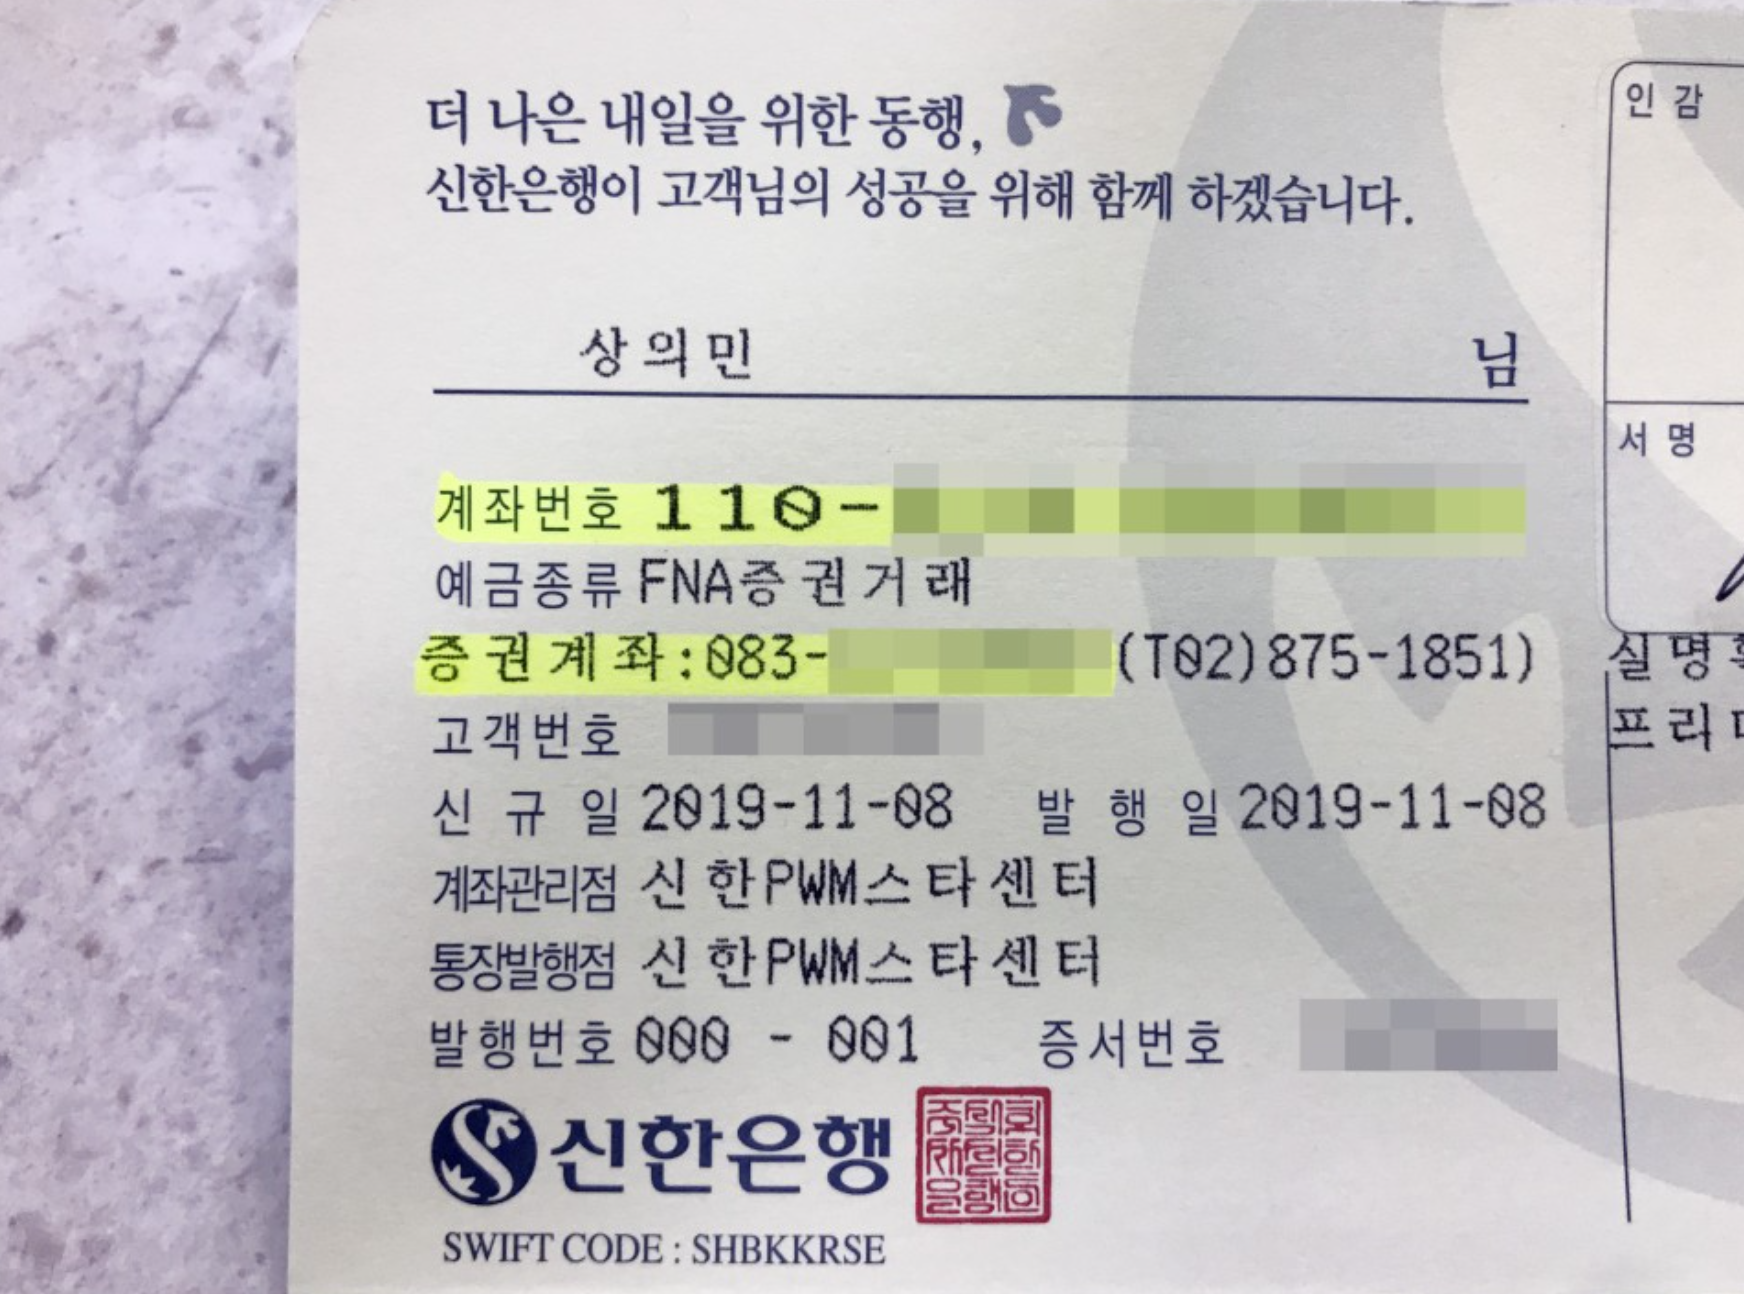 더 나은 내일을 위한 동행,
신한은행이 고객님의 성공을 위해 함께 하겠습니다.
인 감
상의민 님
서 명
계좌번호 110-
예금종류 FNA증권거래
증권계좌:083- (T02)875-1851)
실명
프리
고객번호
신 규 일 2019-11-08 발 행 일 2019-11-08
계좌관리점 신한PWM스타센터
통장발행점 신한PWM스타센터
발행번호 000 - 001 증서번호
신한은행
SWIFT CODE : SHBKKRSE